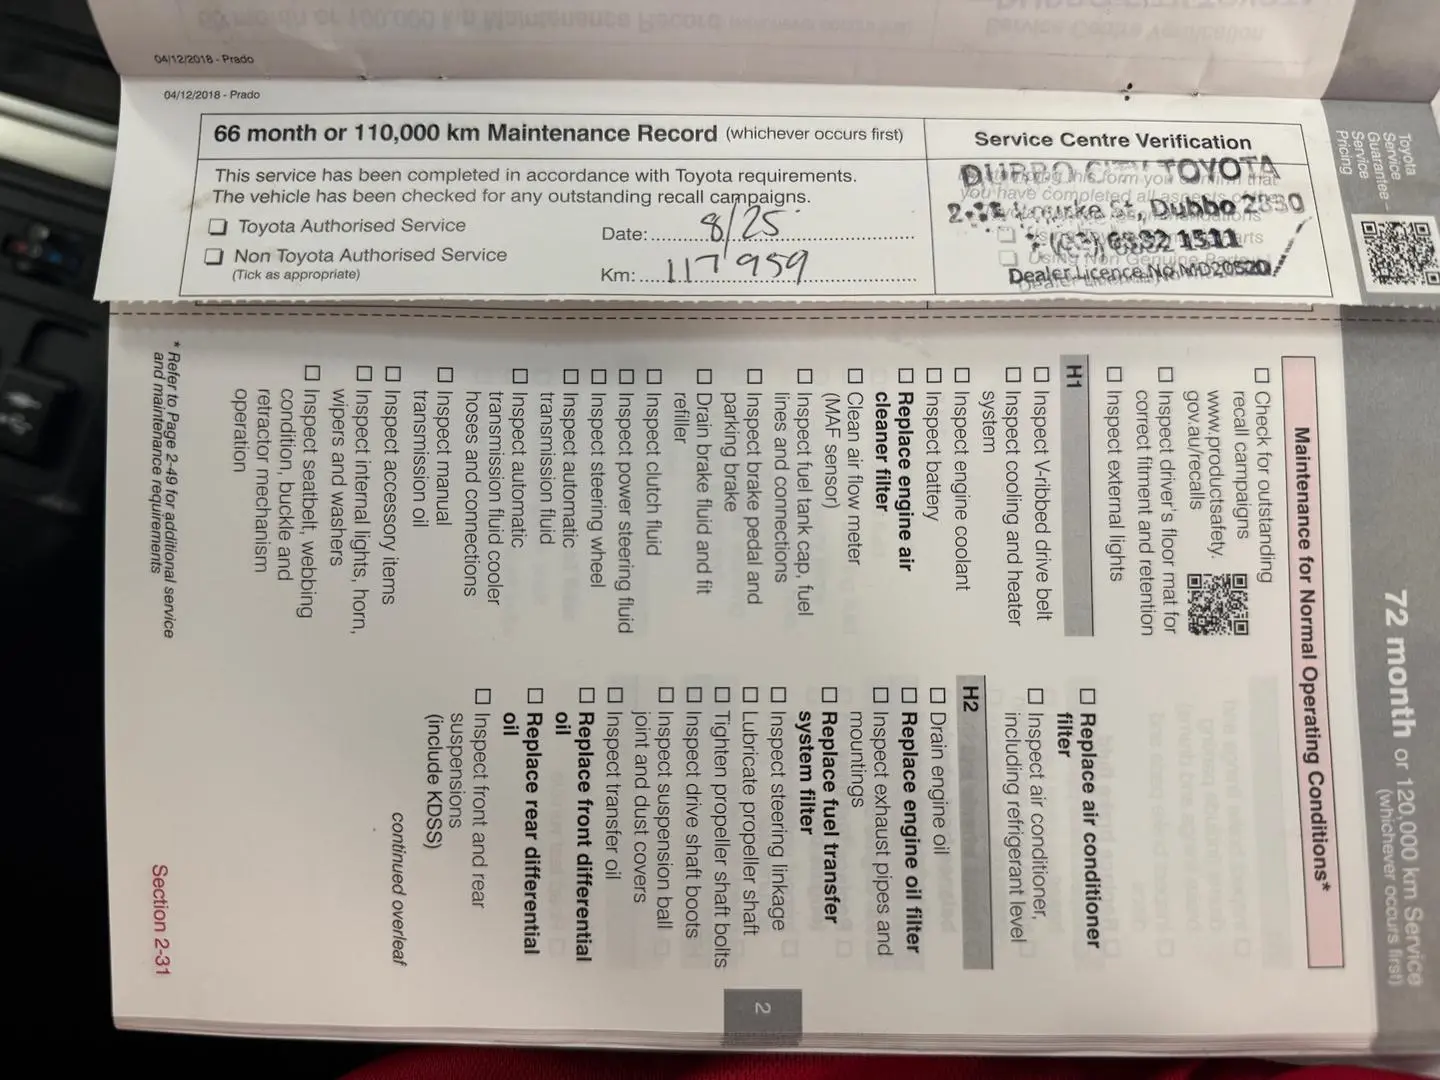 04/12/2018 - Prado
04/12/2018 - Prado
66 month or 110,000 km Maintenance Record (whichever occurs first)
This service has been completed in accordance with Toyota requirements.
The vehicle has been checked for any outstanding recall campaigns.
Toyota Authorised Service
Non Toyota Authorised Service
(Tick as appropriate)
Date: 8/25
Km: 117959
Service Centre Verification
DUBBO CITY TOYOTA
St, Dubbo 2830
6882 1511
Dealer Licence No. MD20520
Toyota
Service
Guarantee -
Service
Pricing
72 month or 120,000 km Service
(whichever occurs first)
Maintenance for Normal Operating Conditions*
Check for outstanding
recall campaigns
www.productsafety.
gov.au/recalls
Inspect driver's floor mat for
correct fitment and retention
Inspect external lights
H1
Inspect V-ribbed drive belt
Inspect cooling and heater
system
Inspect engine coolant
Inspect battery
Replace engine air
cleaner filter
Clean air flow meter
(MAF sensor)
Inspect fuel tank cap, fuel
lines and connections
Inspect brake pedal and
parking brake
Drain brake fluid and fit
refiller
Inspect clutch fluid
Inspect power steering fluid
Inspect steering wheel
Inspect automatic
transmission fluid
Inspect automatic
transmission fluid cooler
hoses and connections
Inspect manual
transmission oil
Inspect accessory items
Inspect internal lights, horn,
wipers and washers
Inspect seatbelt, webbing
condition, buckle and
retractor mechanism
operation
Replace air conditioner
filter
Inspect air conditioner,
including refrigerant level
H2
Drain engine oil
Replace engine oil filter
Inspect exhaust pipes and
mountings
Replace fuel transfer
system filter
Inspect steering linkage
Lubricate propeller shaft
Tighten propeller shaft bolts
Inspect drive shaft boots
Inspect suspension ball
joint and dust covers
Inspect transfer oil
Replace front differential
oil
Replace rear differential
oil
Inspect front and rear
suspensions
(include KDSS)
continued overleaf
* Refer to Page 2-49 for additional service
and maintenance requirements
Section 2-31
2